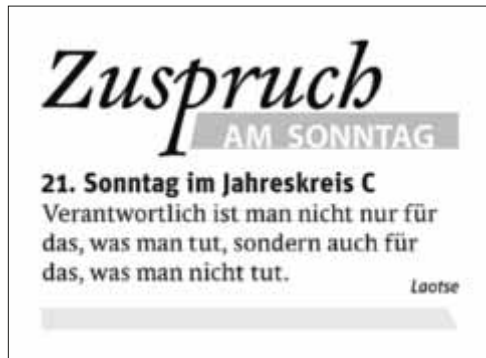 Zuspruch
AM SONNTAG
21. Sonntag im Jahreskreis C
Verantwortlich ist man nicht nur für
das, was man tut, sondern auch für
das, was man nicht tut.
Laotse